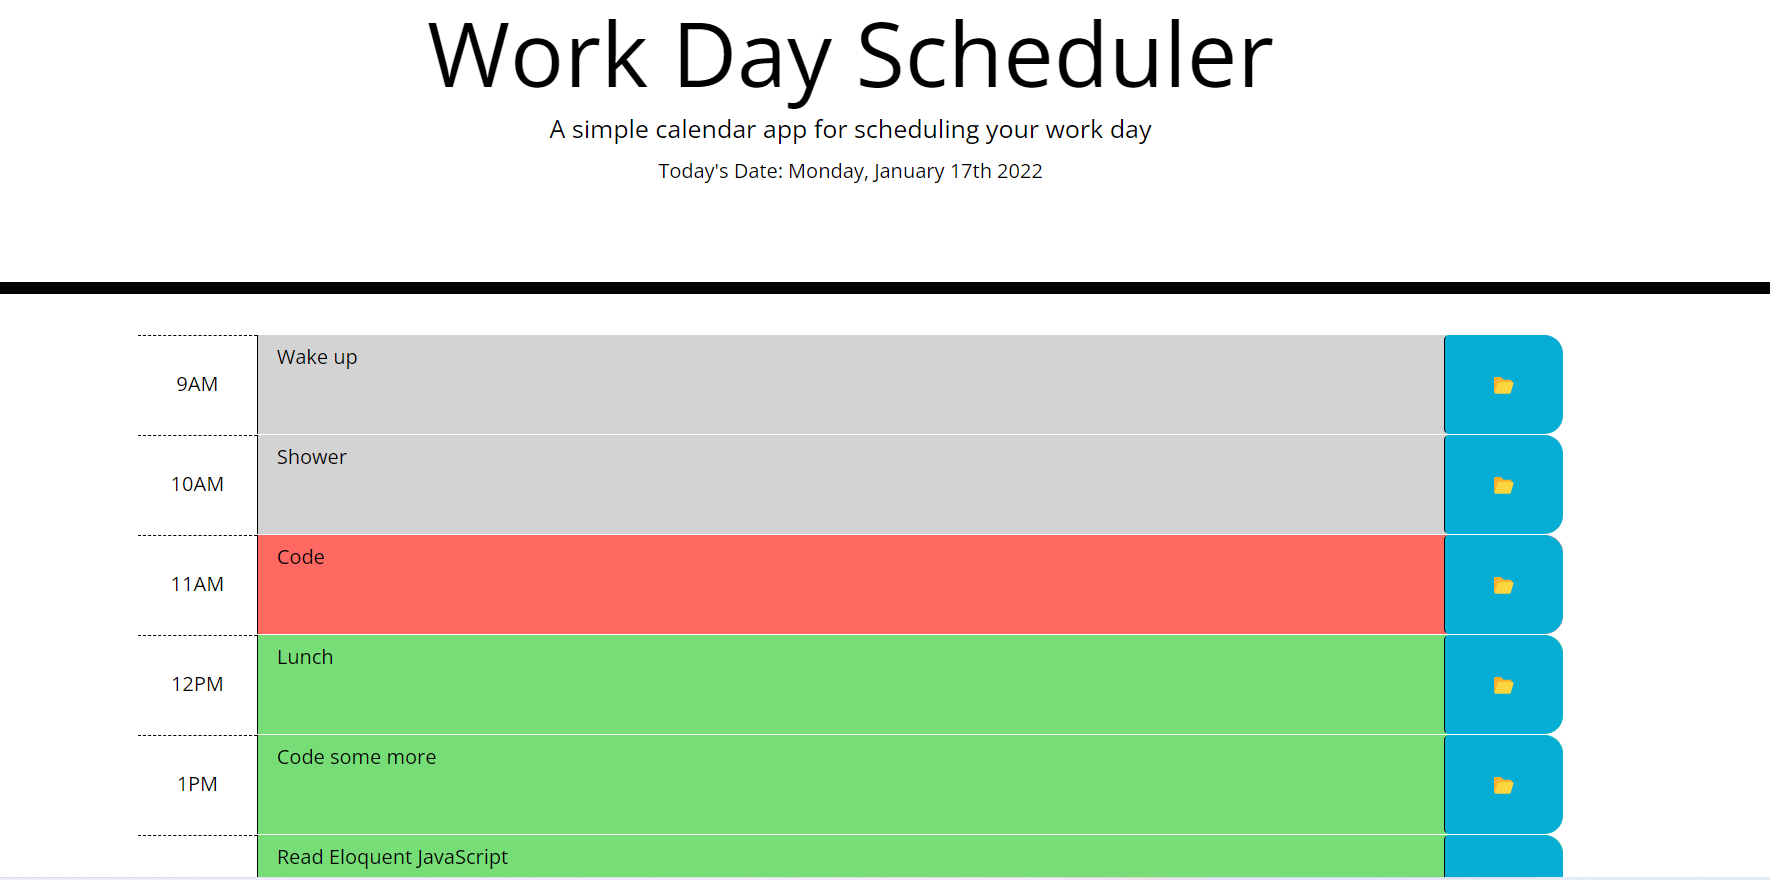 Work Day Scheduler
A simple calendar app for scheduling your work day
Today's Date: Monday, January 17th 2022
9AM
Wake up
10AM
Shower
11AM
Code
12PM
Lunch
1PM
Code some more
Read Eloquent JavaScript